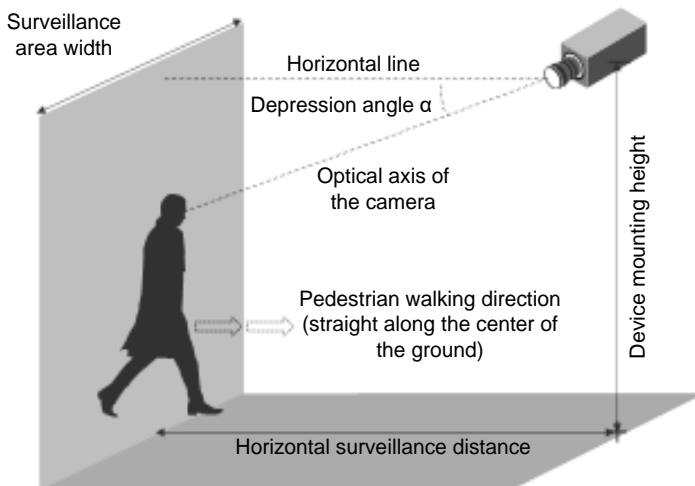 Surveillance
area width
Horizontal line
Depression angle α
Optical axis of
the camera
Device mounting height
Pedestrian walking direction
(straight along the center of
the ground)
Horizontal surveillance distance